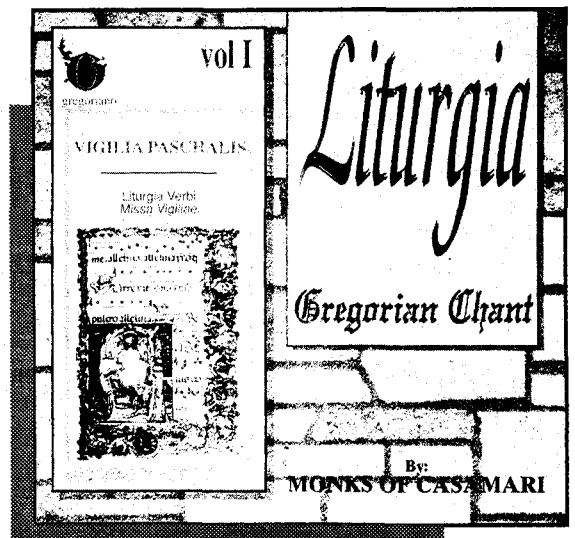 vol I
gregoriano
VIGILIA PASCHALIS
Liturgia Verbi
Missa Vigiliae
Liturgia
Gregorian Chant
By:
MONKS OF CASAMARI